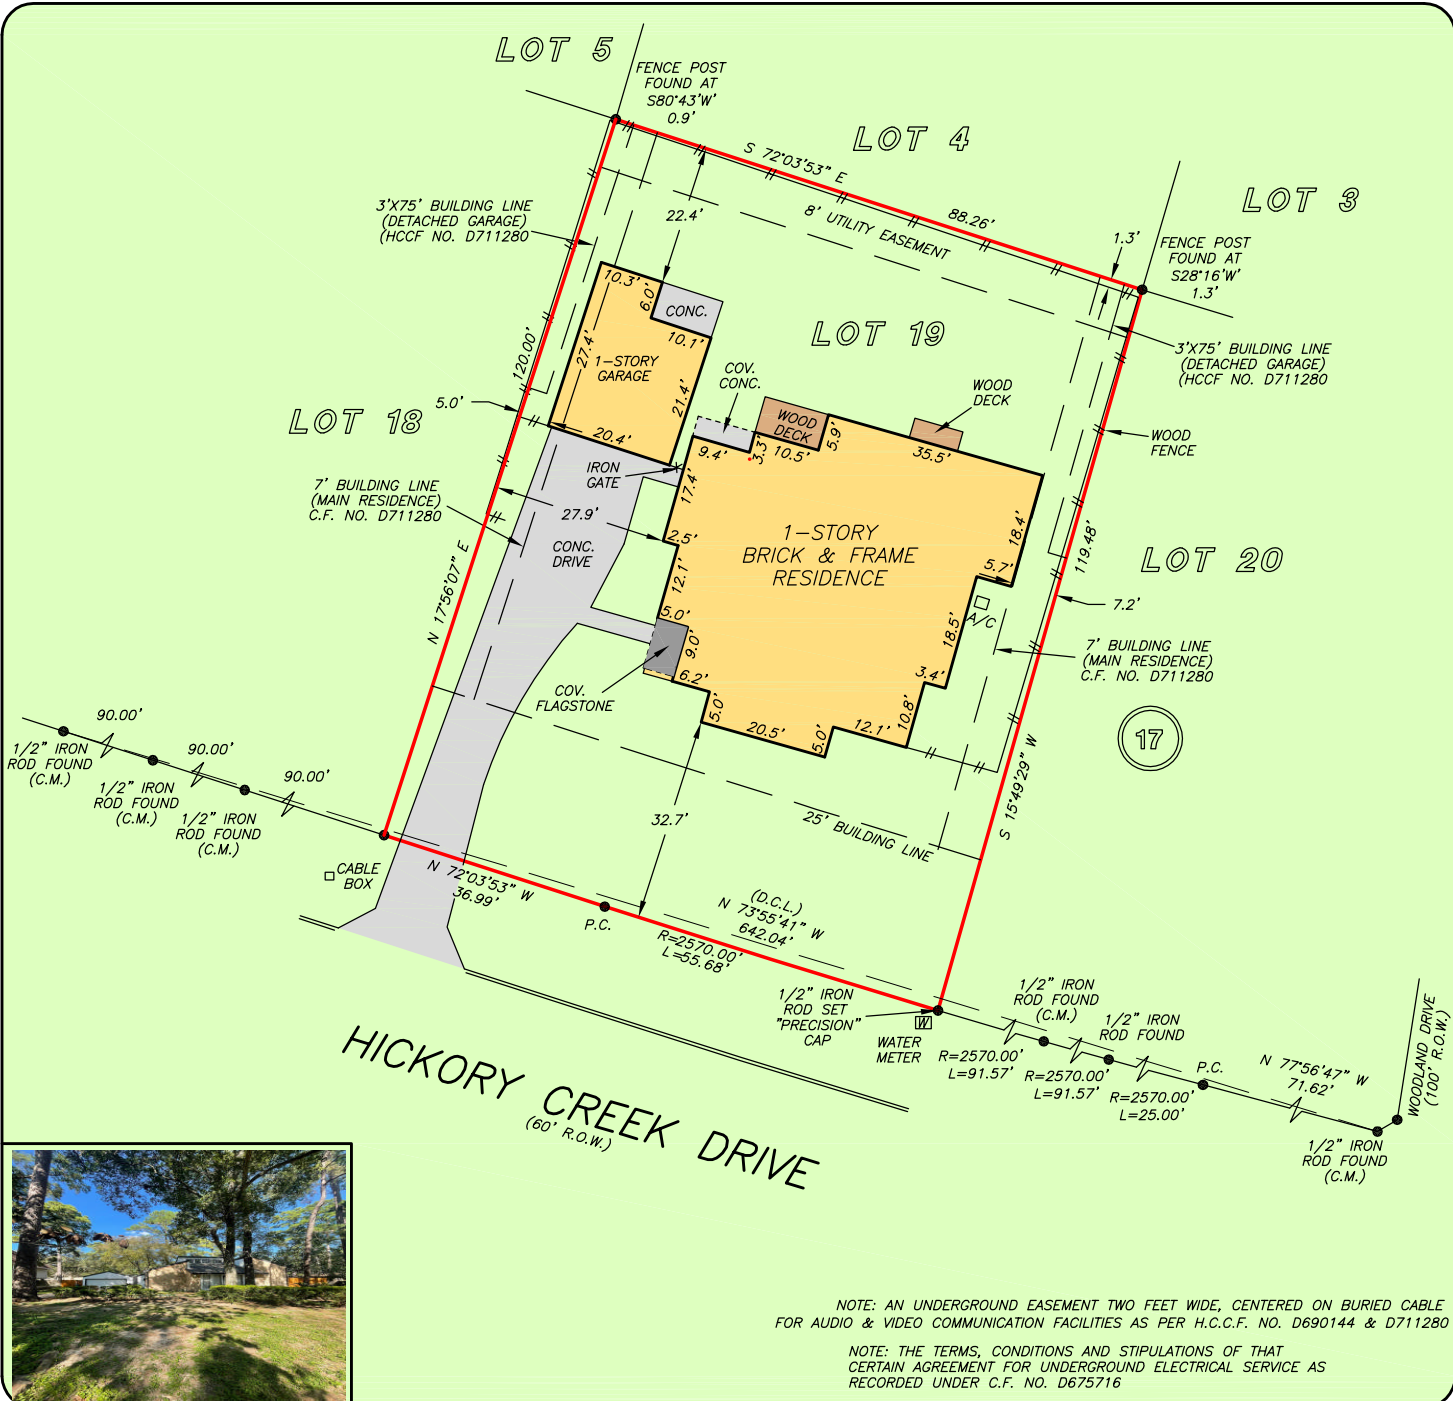 LOT 5
FENCE POST
FOUND AT
S80°43'W'
0.9'
LOT 4
S 72°03'53" E
88.26'
LOT 3
3'X75' BUILDING LINE
(DETACHED GARAGE)
(HCCF NO. D711280
22.4'
8' UTILITY EASEMENT
1.3'
FENCE POST
FOUND AT
S28°16'W'
1.3'
10.3'
6.0'
CONC.
10.1'
27.4'
1-STORY
GARAGE
21.4'
20.4'
120.00'
LOT 19
3'X75' BUILDING LINE
(DETACHED GARAGE)
(HCCF NO. D711280
COV.
CONC.
WOOD
DECK
WOOD
DECK
5.0'
LOT 18
9.4'
3.3'
10.5'
5.9'
35.5'
WOOD
FENCE
IRON
GATE
17.4'
7' BUILDING LINE
(MAIN RESIDENCE)
C.F. NO. D711280
27.9'
CONC.
DRIVE
2.5'
12.1'
1-STORY
BRICK & FRAME
RESIDENCE
18.4'
5.7'
119.48'
LOT 20
A/C
7.2'
N 17°56'07" E
5.0'
9.0'
18.5'
7' BUILDING LINE
(MAIN RESIDENCE)
C.F. NO. D711280
6.2'
3.4'
COV.
FLAGSTONE
5.0'
20.5'
5.0'
12.1'
10.8'
17
90.00'
1/2" IRON
ROD FOUND
(C.M.)
90.00'
1/2" IRON
ROD FOUND
(C.M.)
90.00'
1/2" IRON
ROD FOUND
(C.M.)
S 15°49'29" W
32.7'
25' BUILDING LINE
CABLE
BOX
N 72°03'53" W
36.99'
P.C.
(D.C.L.)
N 73°55'41" W
642.04'
R=2570.00'
L=55.68'
1/2" IRON
ROD SET
"PRECISION"
CAP
W
WATER
METER
1/2" IRON
ROD FOUND
(C.M.)
R=2570.00'
L=91.57'
1/2" IRON
ROD FOUND
R=2570.00'
L=91.57'
P.C.
R=2570.00'
L=25.00'
N 77°56'47" W
71.62'
WOODLAND DRIVE
(100' R.O.W.)
1/2" IRON
ROD FOUND
(C.M.)
HICKORY CREEK DRIVE
(60' R.O.W.)
NOTE: AN UNDERGROUND EASEMENT TWO FEET WIDE, CENTERED ON BURIED CABLE
FOR AUDIO & VIDEO COMMUNICATION FACILITIES AS PER H.C.C.F. NO. D690144 & D711280
NOTE: THE TERMS, CONDITIONS AND STIPULATIONS OF THAT
CERTAIN AGREEMENT FOR UNDERGROUND ELECTRICAL SERVICE AS
RECORDED UNDER C.F. NO. D675716